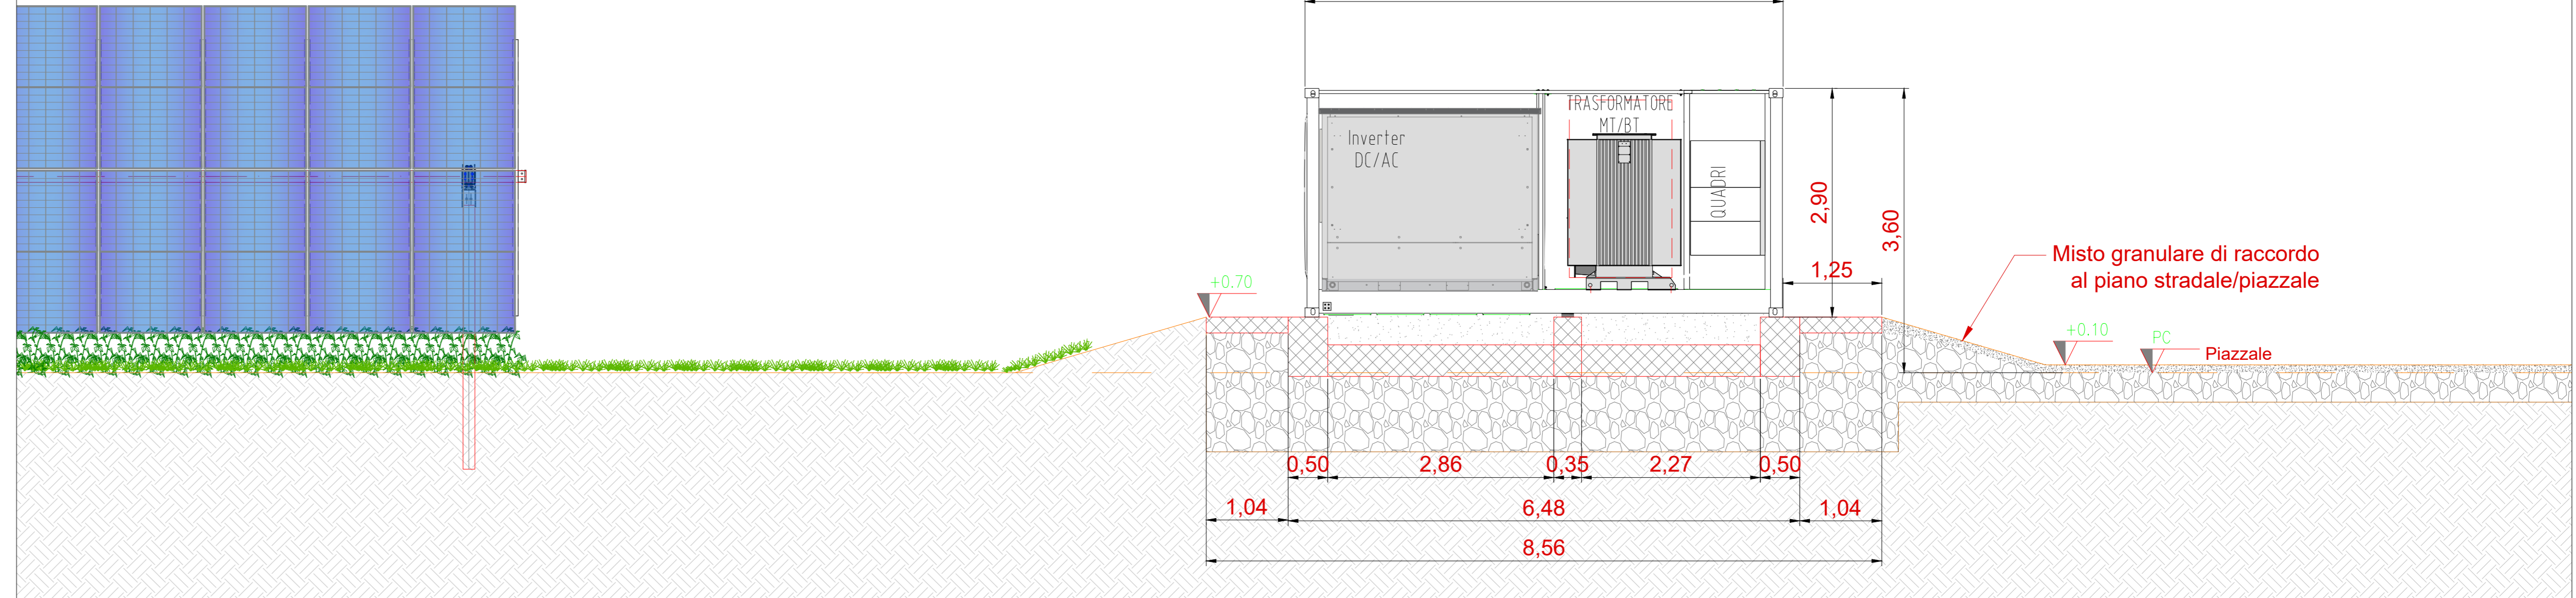 TRASFORMATORE
MT/BT
Inverter
DC/AC
QUADRI
2,90
3,60
1,25
Misto granulare di raccordo
al piano stradale/piazzale
+0.70
+0.10
PC
Piazzale
0,50
2,86
0,35
2,27
0,50
1,04
6,48
1,04
8,56